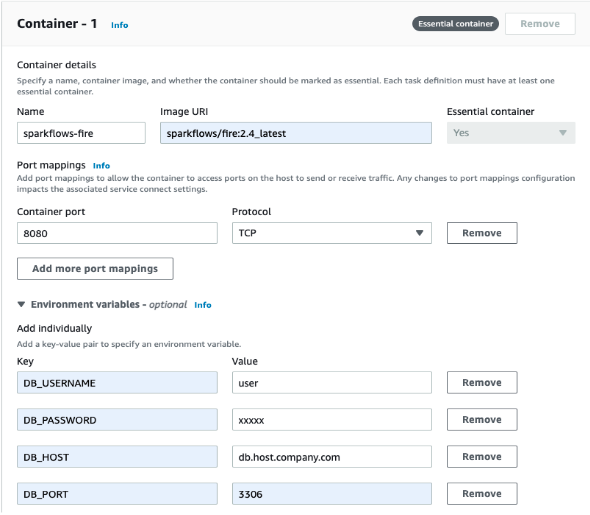 Container - 1 Info Essential container Remove
Container details
Specify a name, container image, and whether the container should be marked as essential. Each task definition must have at least one
essential container.
Name Image URI Essential container
sparkflows-fire sparkflows/fire:2.4_latest Yes
Port mappings Info
Add port mappings to allow the container to access ports on the host to send or receive traffic. Any changes to port mappings configuration
impacts the associated service connect settings.
Container port Protocol
8080 TCP Remove
Add more port mappings
Environment variables - optional Info
Add individually
Add a key-value pair to specify an environment variable.
Key Value
DB_USERNAME user Remove
DB_PASSWORD xxxxx Remove
DB_HOST db.host.company.com Remove
DB_PORT 3306 Remove